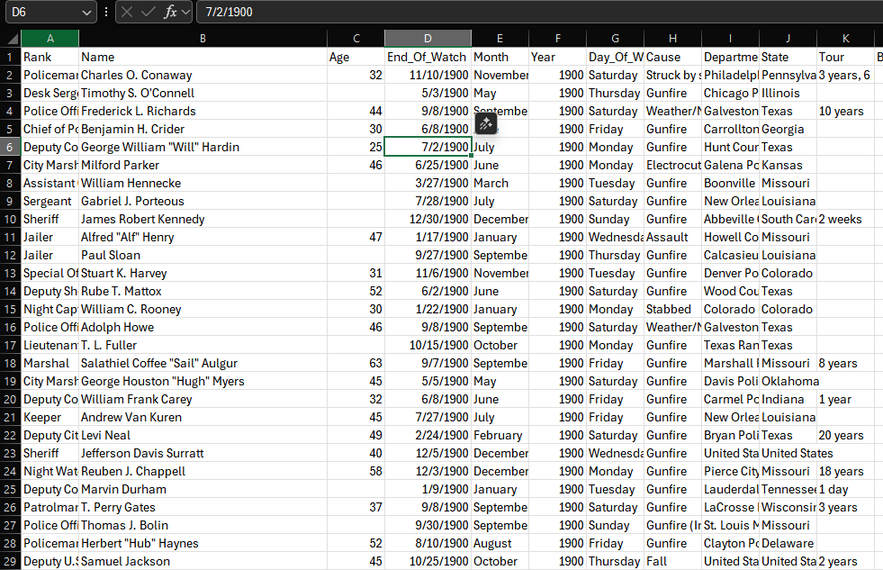 D6 fx 7/2/1900
A B C D E F G H I J K
1 Rank Name Age End_Of_Watch Month Year Day_Of_W Cause Departme State Tour
2 Policeman Charles O. Conaway 32 11/10/1900 November 1900 Saturday Struck by s Philadelpl Pennsylva 3 years, 6
3 Desk Serg Timothy S. O'Connell 5/3/1900 May 1900 Thursday Gunfire Chicago P Illinois
4 Police Offi Frederick L. Richards 44 9/8/1900 Septembe 1900 Saturday Weather/N Galveston Texas 10 years
5 Chief of Po Benjamin H. Crider 30 6/8/1900 1900 Friday Gunfire Carrollton Georgia
6 Deputy Co George William "Will" Hardin 25 7/2/1900 July 1900 Monday Gunfire Hunt Coun Texas
7 City Marsh Milford Parker 46 6/25/1900 June 1900 Monday Electrocut Galena Po Kansas
8 Assistant William Hennecke 3/27/1900 March 1900 Tuesday Gunfire Boonville Missouri
9 Sergeant Gabriel J. Porteous 7/28/1900 July 1900 Saturday Gunfire New Orlea Louisiana
10 Sheriff James Robert Kennedy 12/30/1900 December 1900 Sunday Gunfire Abbeville South Car 2 weeks
11 Jailer Alfred "Alf" Henry 47 1/17/1900 January 1900 Wednesda Assault Howell Co Missouri
12 Jailer Paul Sloan 9/27/1900 Septembe 1900 Thursday Gunfire Calcasieu Louisiana
13 Special Of Stuart K. Harvey 31 11/6/1900 November 1900 Tuesday Gunfire Denver Po Colorado
14 Deputy Sh Rube T. Mattox 52 6/2/1900 June 1900 Saturday Gunfire Wood Cou Texas
15 Night Cap William C. Rooney 30 1/22/1900 January 1900 Monday Stabbed Colorado Colorado
16 Police Offi Adolph Howe 46 9/8/1900 Septembe 1900 Saturday Weather/N Galveston Texas
17 Lieutenan T. L. Fuller 10/15/1900 October 1900 Monday Gunfire Texas Ran Texas
18 Marshal Salathiel Coffee "Sail" Aulgur 63 9/7/1900 Septembe 1900 Friday Gunfire Marshall Missouri 8 years
19 City Marsh George Houston "Hugh" Myers 45 5/5/1900 May 1900 Saturday Gunfire Davis Poli Oklahoma
20 Deputy Co William Frank Carey 32 6/8/1900 June 1900 Friday Gunfire Carmel Po Indiana 1 year
21 Keeper Andrew Van Kuren 45 7/27/1900 July 1900 Friday Gunfire New Orlea Louisiana
22 Deputy Cit Levi Neal 49 2/24/1900 February 1900 Saturday Gunfire Bryan Poli Texas 20 years
23 Sheriff Jefferson Davis Surratt 40 12/5/1900 December 1900 Wednesda Gunfire United Sta United States
24 Night Wat Reuben J. Chappell 58 12/3/1900 December 1900 Monday Gunfire Pierce City Missouri 18 years
25 Deputy Co Marvin Durham 1/9/1900 January 1900 Tuesday Gunfire Lauderdal Tennessee 1 day
26 Patrolman T. Perry Gates 37 9/8/1900 Septembe 1900 Saturday Gunfire LaCrosse Wisconsin 3 years
27 Police Offi Thomas J. Bolin 9/30/1900 Septembe 1900 Sunday Gunfire (In St. Louis M Missouri
28 Policeman Herbert "Hub" Haynes 52 8/10/1900 August 1900 Friday Gunfire Clayton Po Delaware
29 Deputy U.S Samuel Jackson 45 10/25/1900 October 1900 Thursday Fall United Sta United Sta 2 years